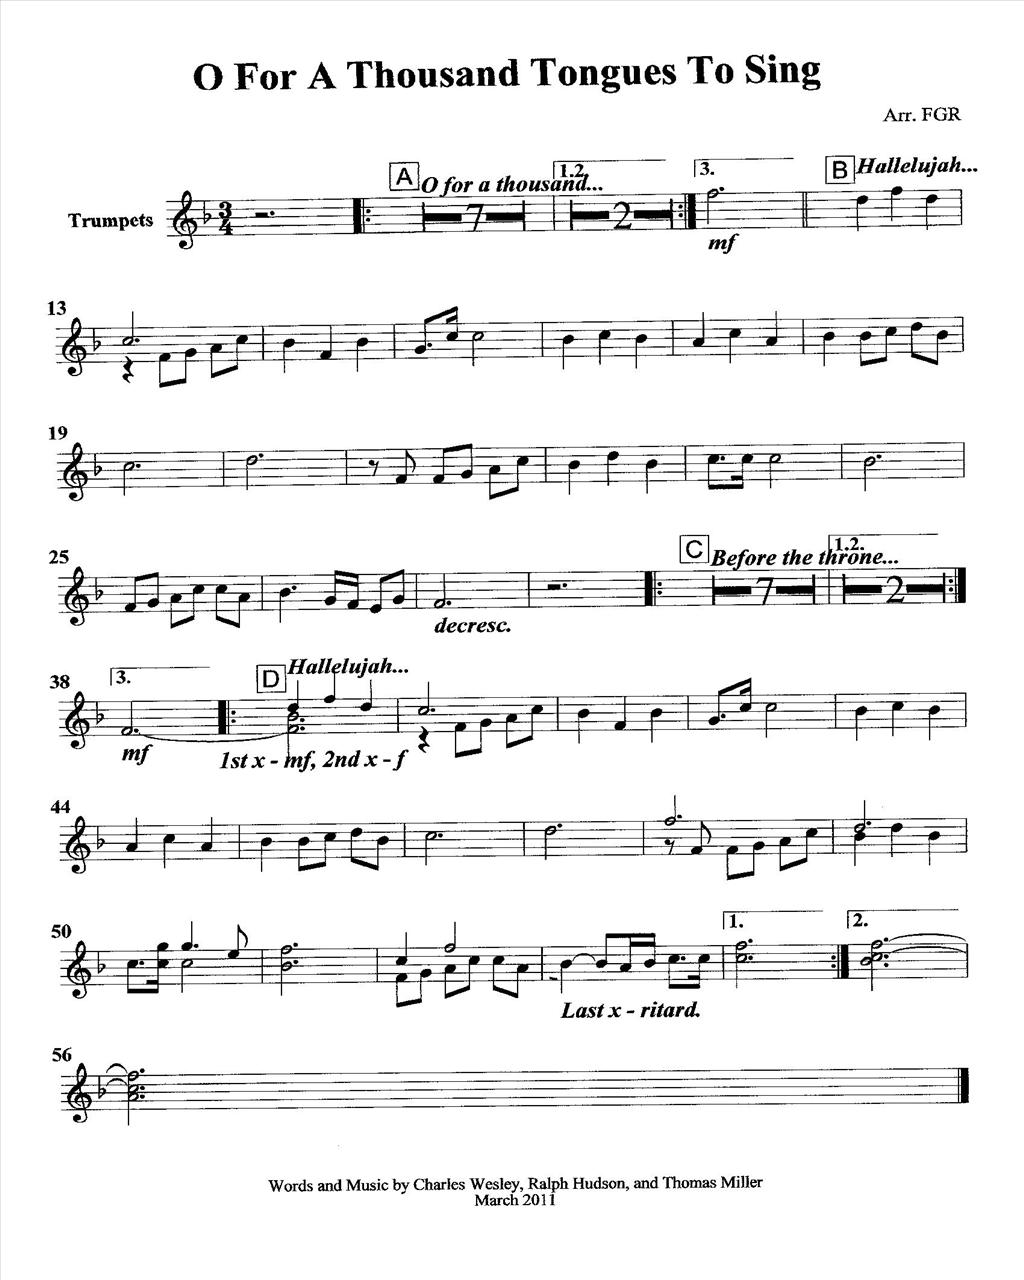 O For A Thousand Tongues To Sing
Arr. FGR
A O for a thousand... 1.2. 3. B Hallelujah...
Trumpets 3 4 7 2
mf
13
19
25 C Before the throne... 1.2.
7 2
decresc.
38 3. D Hallelujah...
mf 1st x - mf, 2nd x - f
44
50 1. 2.
Last x - ritard.
56
Words and Music by Charles Wesley, Ralph Hudson, and Thomas Miller
March 2011